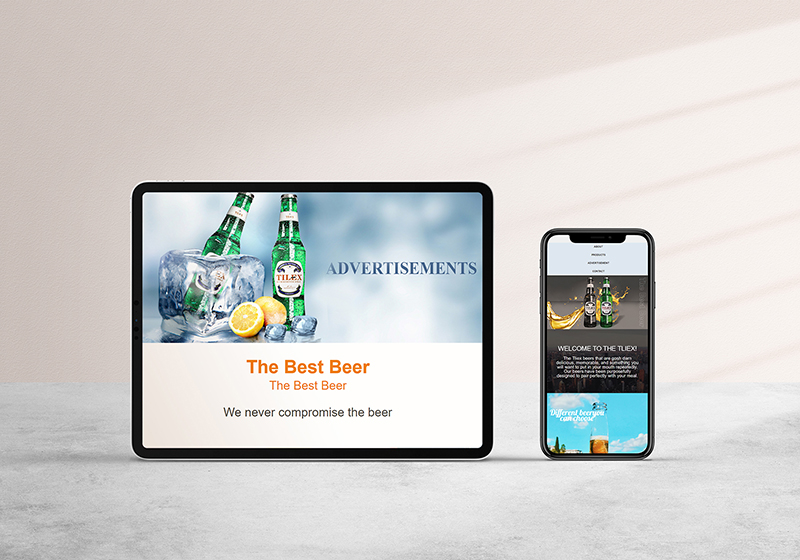 TILEX
ADVERTISEMENTS
The Best Beer
The Best Beer
We never compromise the beer
ABOUT
PRODUCTS
ADVERTISEMENT
CONTACT
WELCOME TO THE TLIEX!
The Tliex beers that are gosh darn
delicious, memorable, and something you
will want to put in your mouth repeatedly.
Our beers have been purposefully
designed to pair perfectly with your meal.
Different beer you
can choose